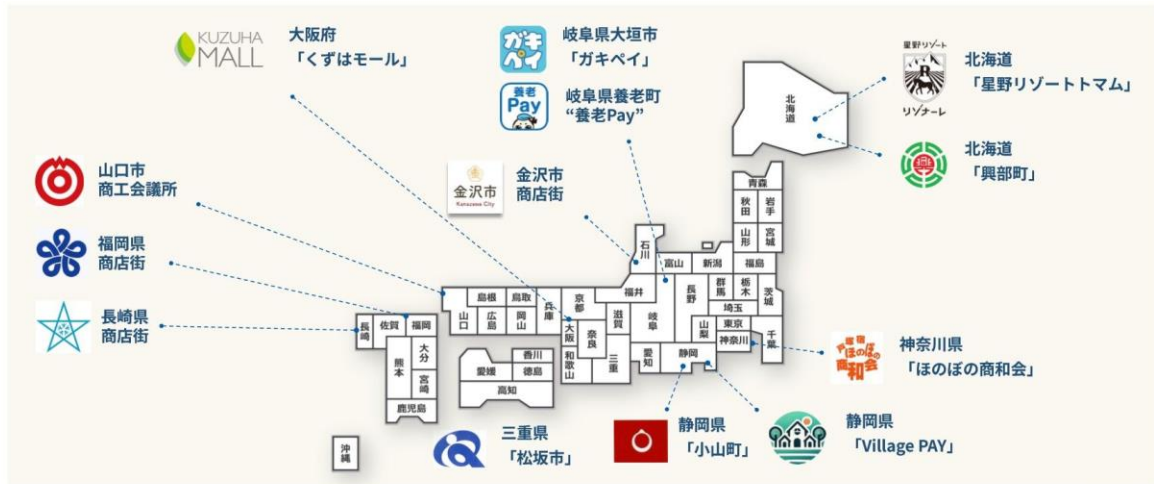 KUZUHA
MALL
大阪府
「くずはモール」
ガキ
ペイ
岐阜県大垣市
「ガキペイ」
養老
Pay
岐阜県養老町
“養老Pay”
星野リゾート
リゾナーレ
北海道
「星野リゾートトマム」
北海道
「興部町」
山口市
商工会議所
金沢市
Kanazawa City
金沢市
商店街
福岡県
商店街
長崎県
商店街
北海道
青森
秋田
岩手
山形
宮城
石川
富山
新潟
福島
福井
長野
群馬
栃木
茨城
埼玉
島根
鳥取
兵庫
京都
滋賀
岐阜
山梨
東京
千葉
神奈川
山口
広島
岡山
大阪
奈良
和歌山
三重
愛知
静岡
長崎
佐賀
福岡
熊本
大分
宮崎
鹿児島
香川
愛媛
徳島
高知
沖縄
戸塚宿
ほのぼの
商和会
神奈川県
「ほのぼの商和会」
三重県
「松坂市」
静岡県
「小山町」
静岡県
「Village PAY」